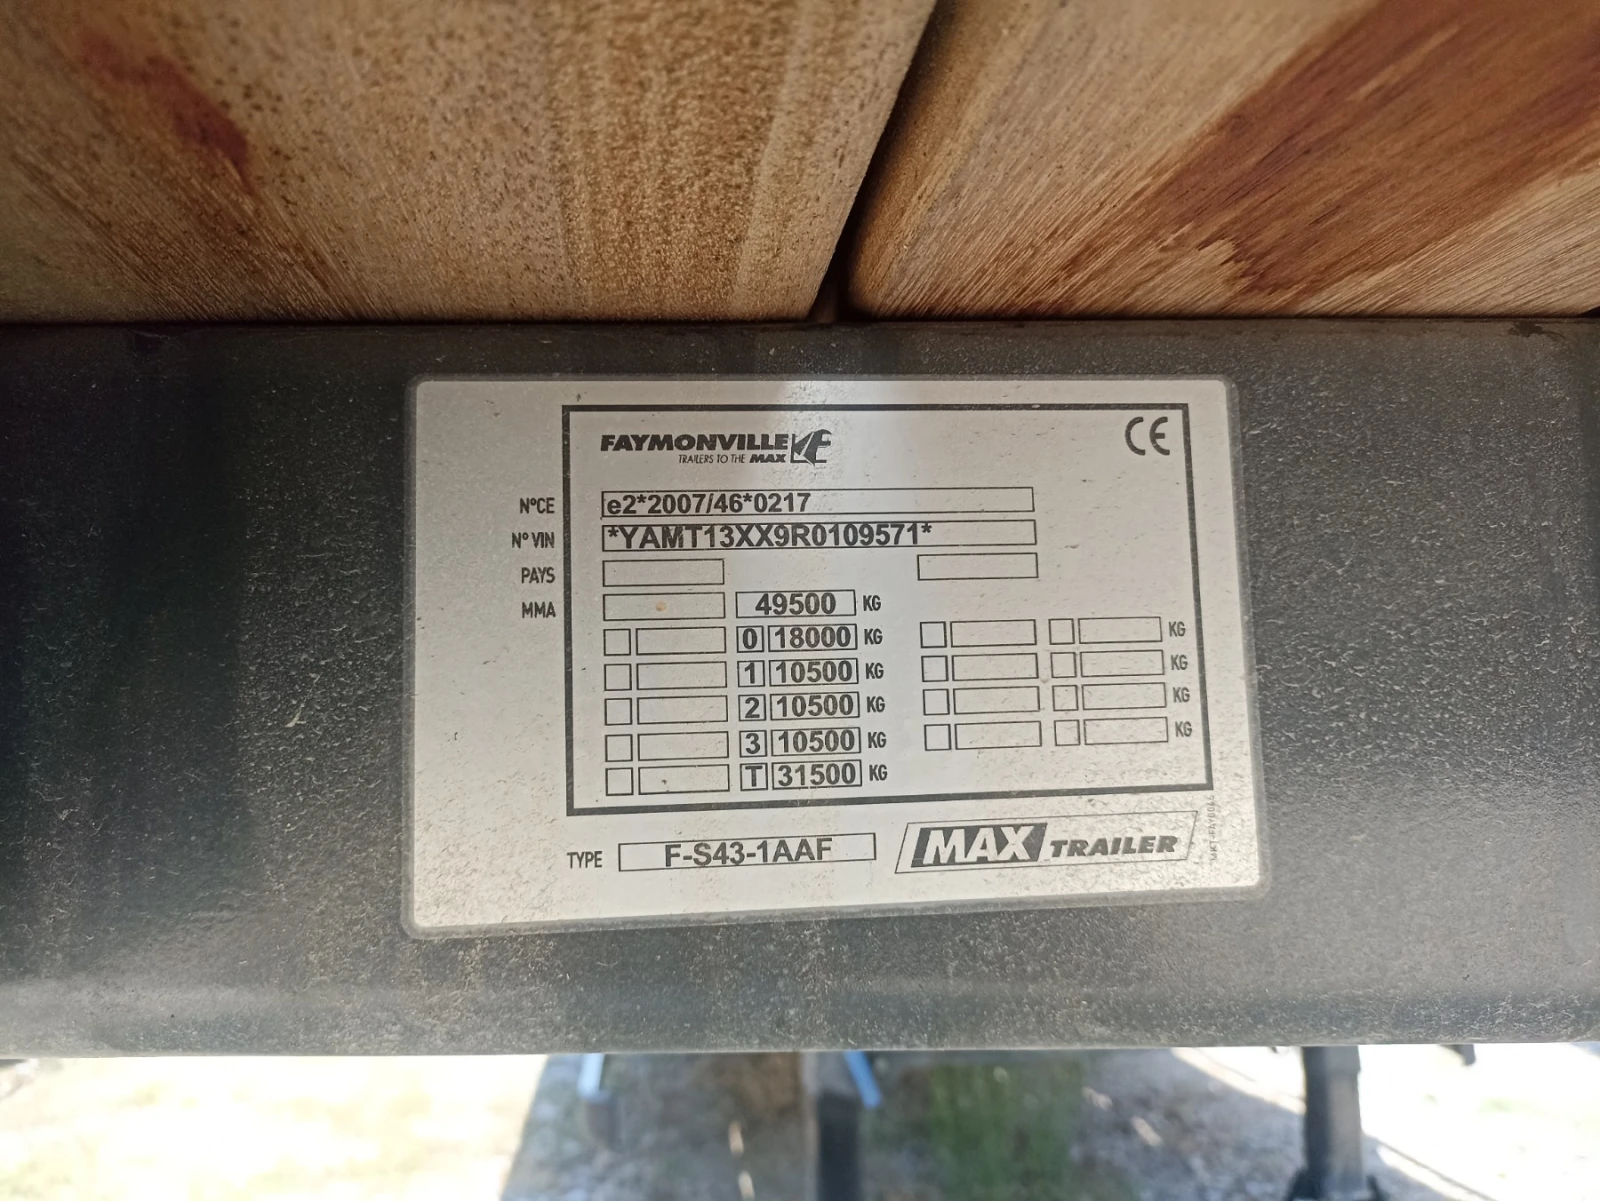 FAYMONVILLE
TRAILERS TO THE MAX
CE
N°CE e2*2007/46*0217
N° VIN *YAMT13XX9R0109571*
PAYS
MMA 49500 KG
0 18000 KG KG
1 10500 KG KG
2 10500 KG KG
3 10500 KG KG
T 31500 KG
TYPE F-S43-1AAF MAX TRAILER